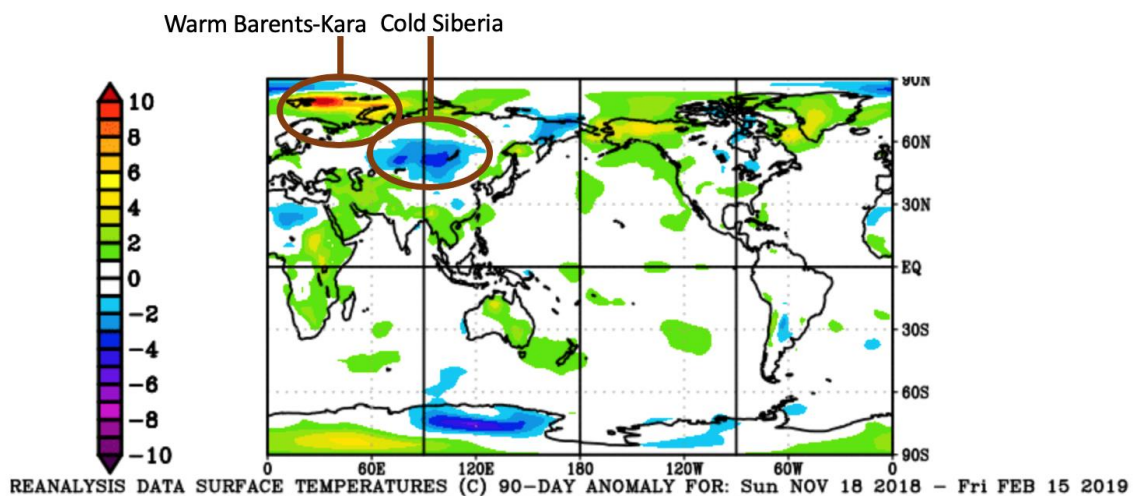 Warm Barents-Kara Cold Siberia
10
8
6
4
2
0
-2
-4
-6
-8
-10
90N
60N
30N
EQ
30S
60S
90S
0 60E 120E 180 120W 60W 0
REANALYSIS DATA SURFACE TEMPERATURES (C) 90-DAY ANOMALY FOR: Sun NOV 18 2018 - Fri FEB 15 2019